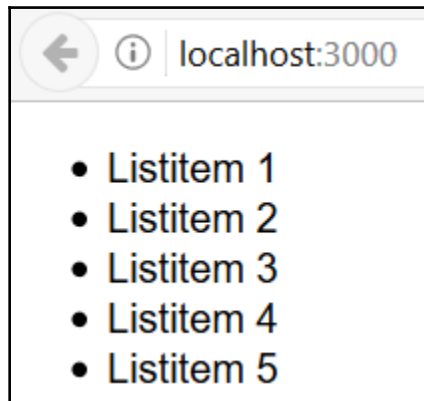 localhost:3000
• Listitem 1
• Listitem 2
• Listitem 3
• Listitem 4
• Listitem 5